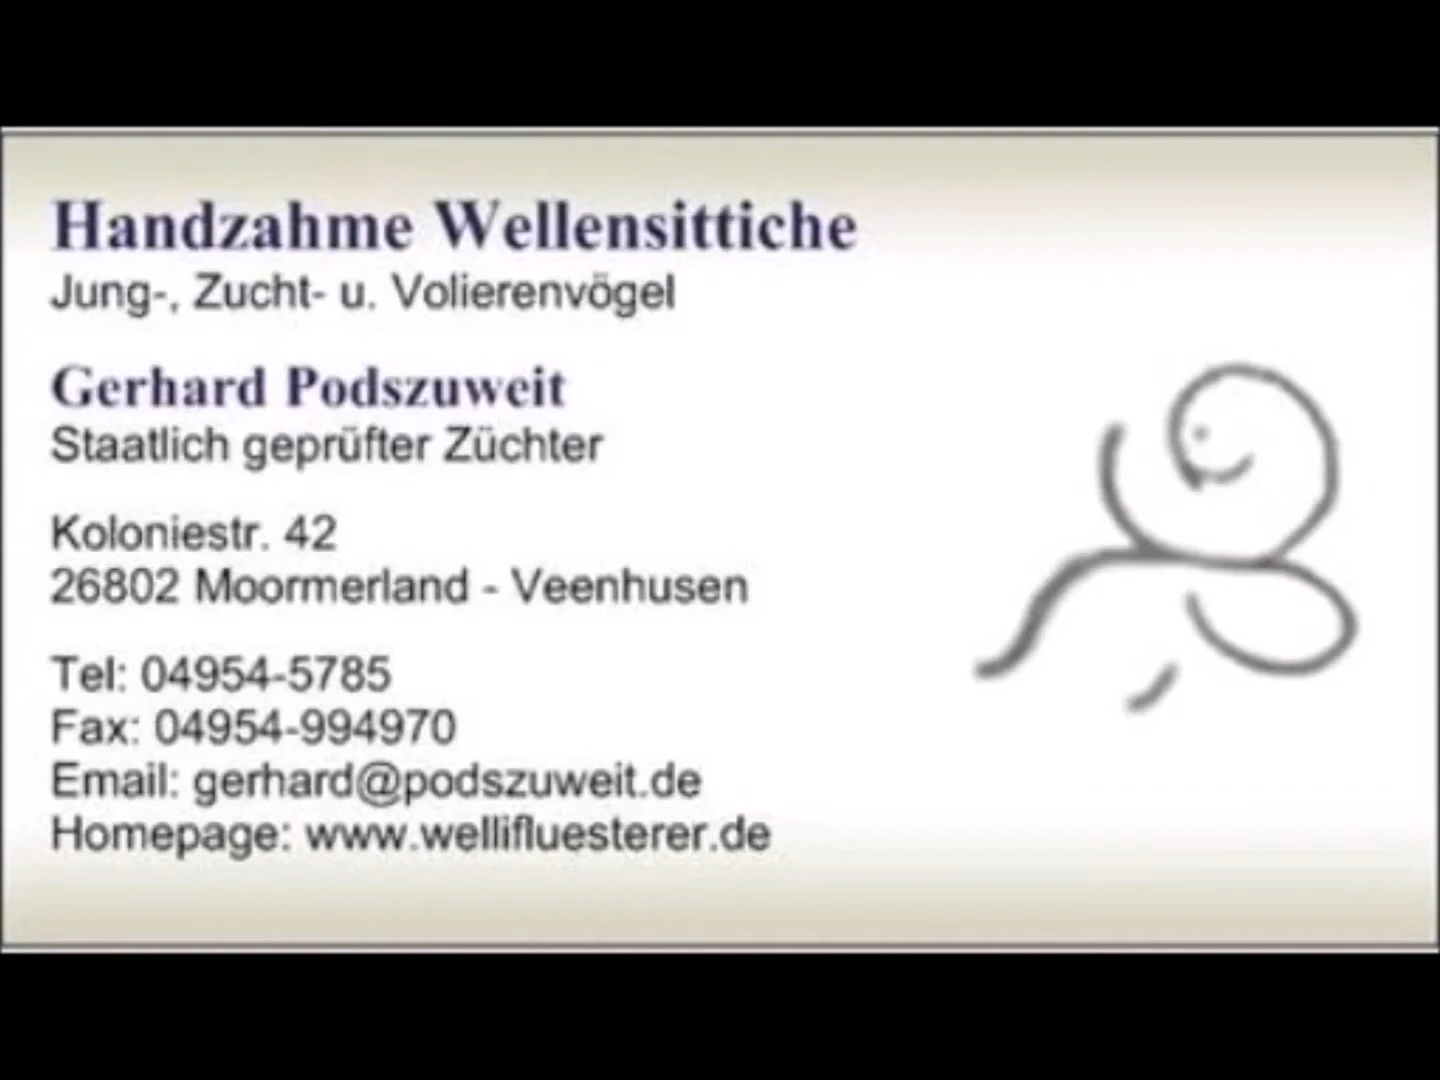 Handzahme Wellensittiche
Jung-, Zucht- u. Volierenvögel
Gerhard Podszuweit
Staatlich geprüfter Züchter
Koloniestr. 42
26802 Moormerland - Veenhusen
Tel: 04954-5785
Fax: 04954-994970
Email: gerhard@podszuweit.de
Homepage: www.wellifluesterer.de